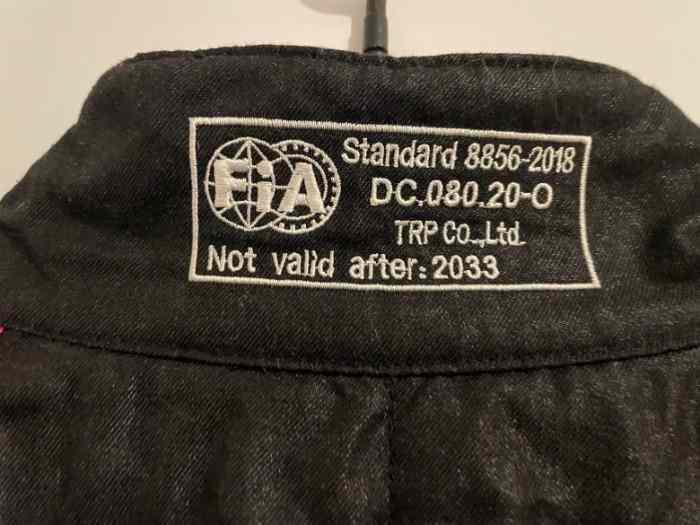 FiA
Standard 8856-2018
DC.080.20-O
TRP Co.,Ltd.
Not valid after: 2033